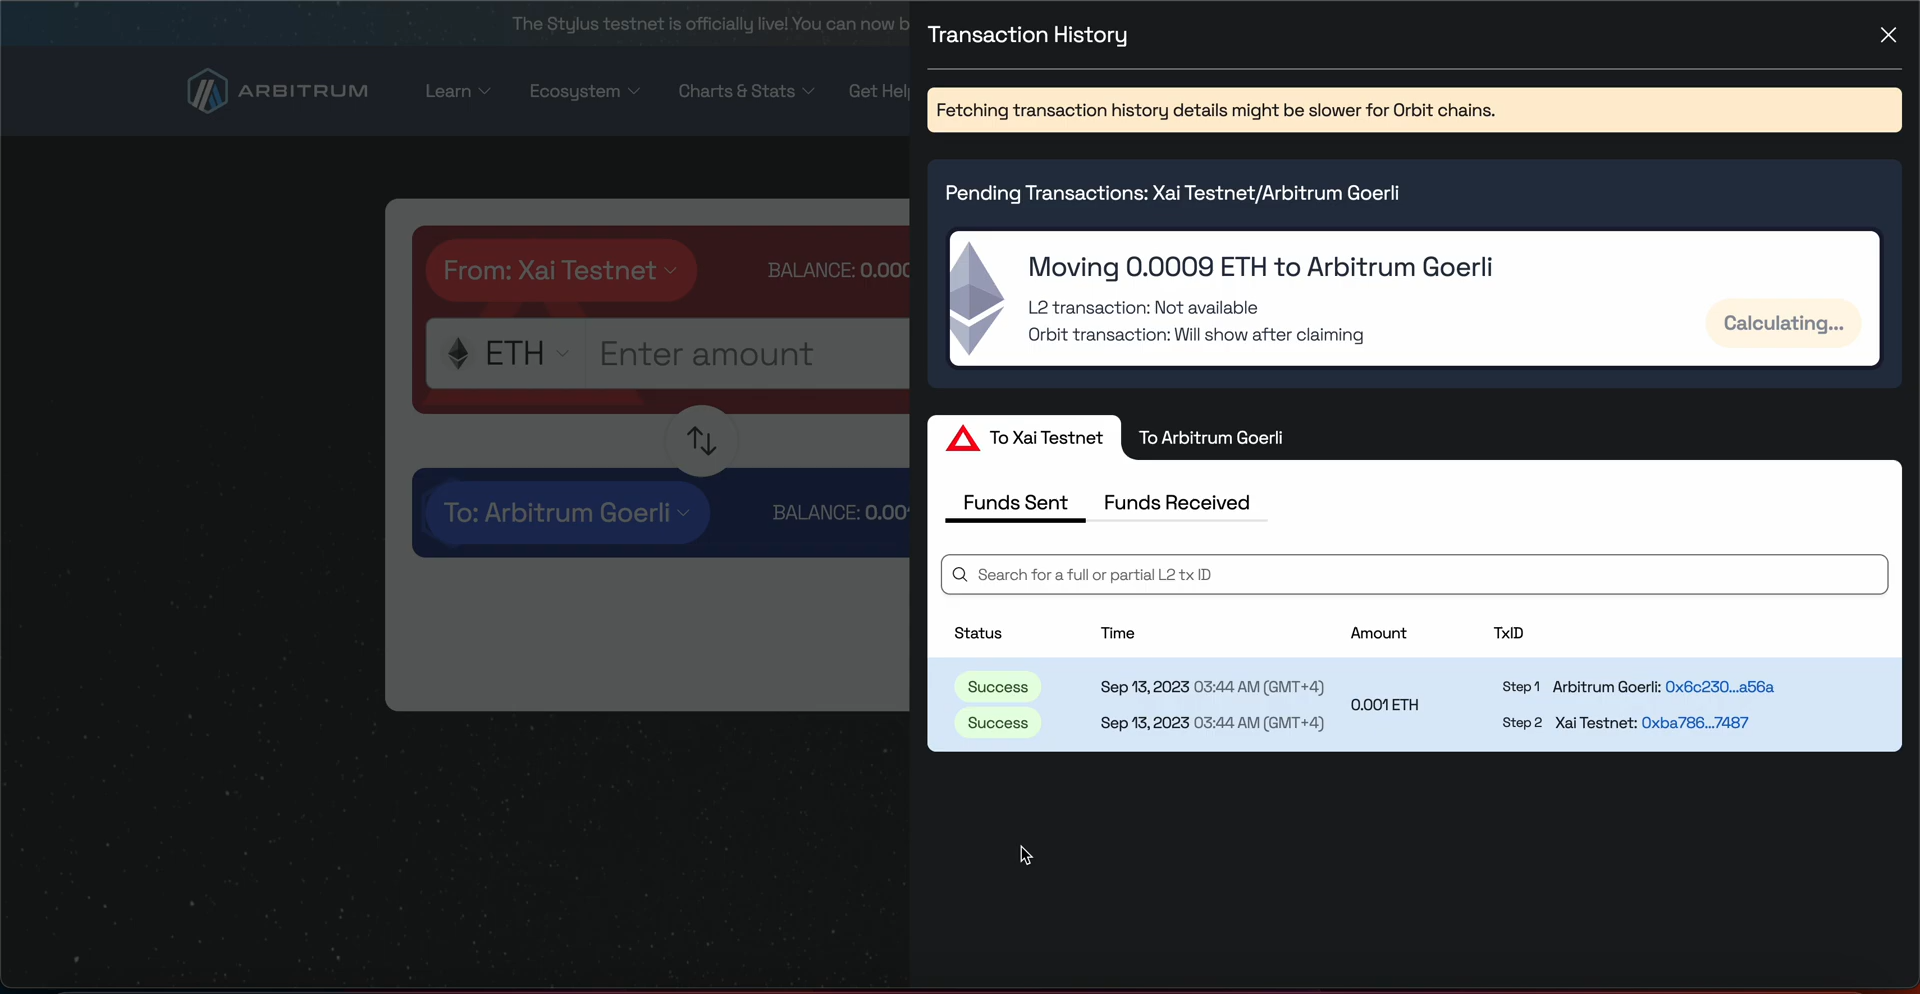 The Stylus testnet is officially live! You can now b
ARBITRUM
Learn
Ecosystem
Charts & Stats
Get Help
From: Xai Testnet
BALANCE: 0.000
ETH
Enter amount
To: Arbitrum Goerli
BALANCE: 0.001
Transaction History
Fetching transaction history details might be slower for Orbit chains.
Pending Transactions: Xai Testnet/Arbitrum Goerli
Moving 0.0009 ETH to Arbitrum Goerli
L2 transaction: Not available
Orbit transaction: Will show after claiming
Calculating...
To Xai Testnet
To Arbitrum Goerli
Funds Sent
Funds Received
Search for a full or partial L2 tx ID
Status Time Amount TxID
Success Sep 13, 2023 03:44 AM (GMT+4) 0.001 ETH Step 1 Arbitrum Goerli: 0x6c230...a56a
Success Sep 13, 2023 03:44 AM (GMT+4) Step 2 Xai Testnet: 0xba786...7487